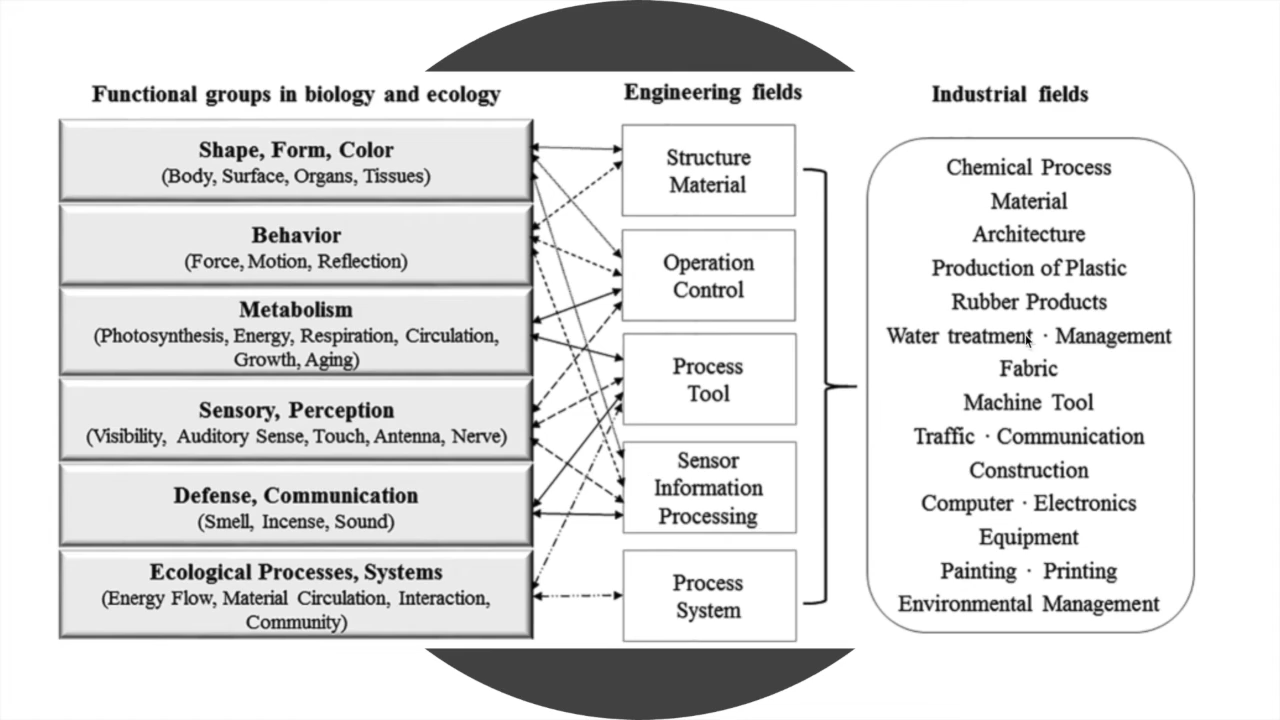 Functional groups in biology and ecology
Shape, Form, Color
(Body, Surface, Organs, Tissues)
Behavior
(Force, Motion, Reflection)
Metabolism
(Photosynthesis, Energy, Respiration, Circulation,
Growth, Aging)
Sensory, Perception
(Visibility, Auditory Sense, Touch, Antenna, Nerve)
Defense, Communication
(Smell, Incense, Sound)
Ecological Processes, Systems
(Energy Flow, Material Circulation, Interaction,
Community)
Engineering fields
Structure
Material
Operation
Control
Process
Tool
Sensor
Information
Processing
Process
System
Industrial fields
Chemical Process
Material
Architecture
Production of Plastic
Rubber Products
Water treatment · Management
Fabric
Machine Tool
Traffic · Communication
Construction
Computer · Electronics
Equipment
Painting · Printing
Environmental Management